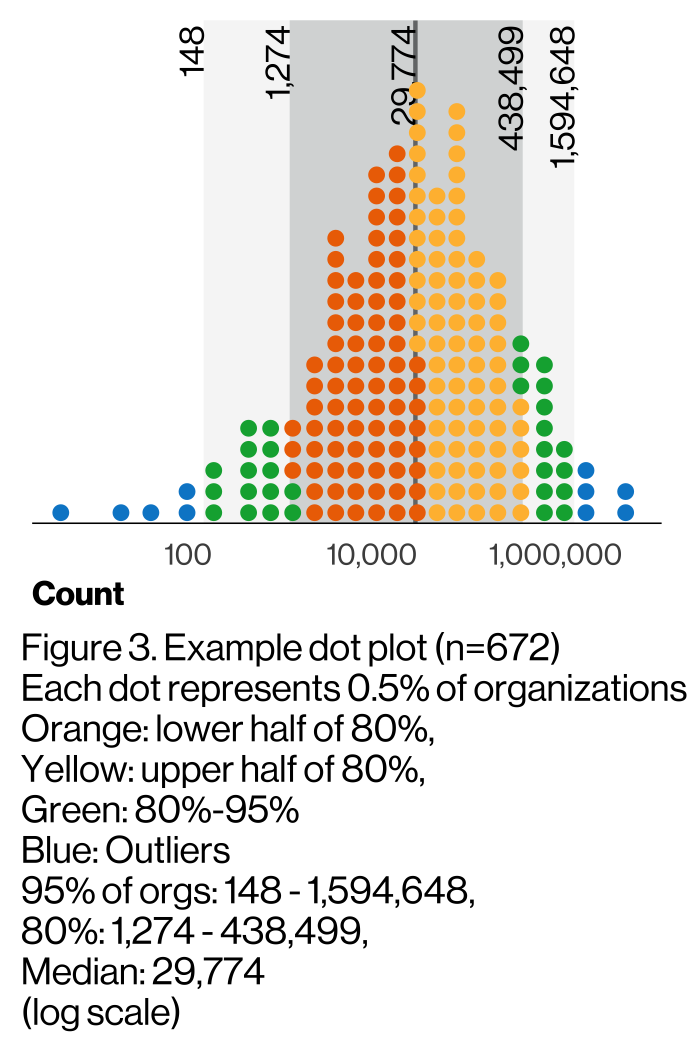 148
1,274
29,774
438,499
1,594,648
100
10,000
1,000,000
Count
Figure 3. Example dot plot (n=672)
Each dot represents 0.5% of organizations
Orange: lower half of 80%,
Yellow: upper half of 80%,
Green: 80%-95%
Blue: Outliers
95% of orgs: 148 - 1,594,648,
80%: 1,274 - 438,499,
Median: 29,774
(log scale)